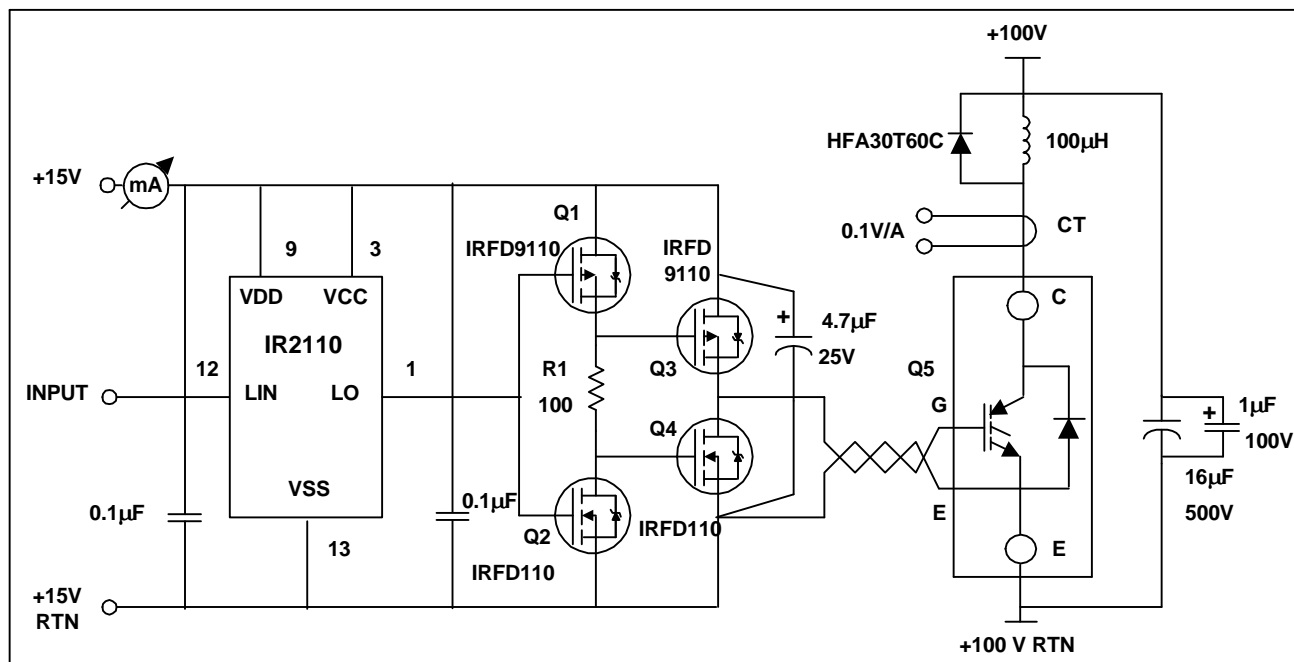 +100V
HFA30T60C
100µH
+15V
mA
Q1
0.1V/A
CT
9
3
IRFD9110
IRFD
9110
VDD
VCC
C
IR2110
+
4.7µF
25V
12
1
R1
100
Q3
Q5
INPUT
LIN
LO
Q4
G
+
1µF
100V
VSS
0.1µF
0.1µF
16µF
500V
Q2
IRFD110
E
13
E
IRFD110
+15V
RTN
+100 V RTN